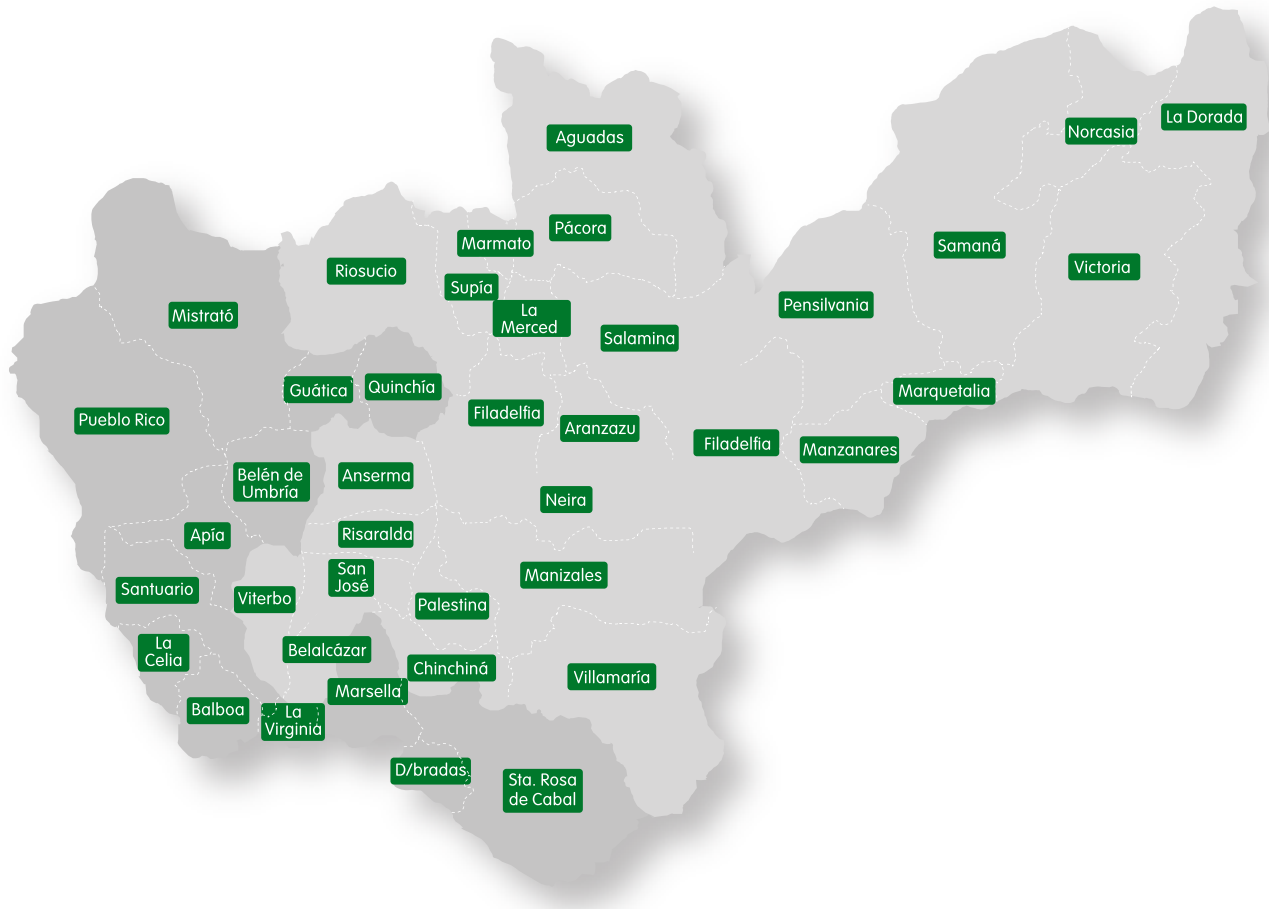 La Dorada
Norcasia
Aguadas
Pácora
Marmato
Samaná
Victoria
Riosucio
Supía
Pensilvania
Mistrató
La
Merced
Salamina
Guática
Quinchía
Marquetalia
Pueblo Rico
Filadelfia
Aranzazu
Filadelfia
Manzanares
Belén de
Umbría
Anserma
Neira
Apía
Risaralda
San
José
Manizales
Santuario
Viterbo
Palestina
La
Celia
Belalcázar
Chinchiná
Villamaría
Marsella
Balboa
La
Virginia
D/bradas
Sta. Rosa
de Cabal